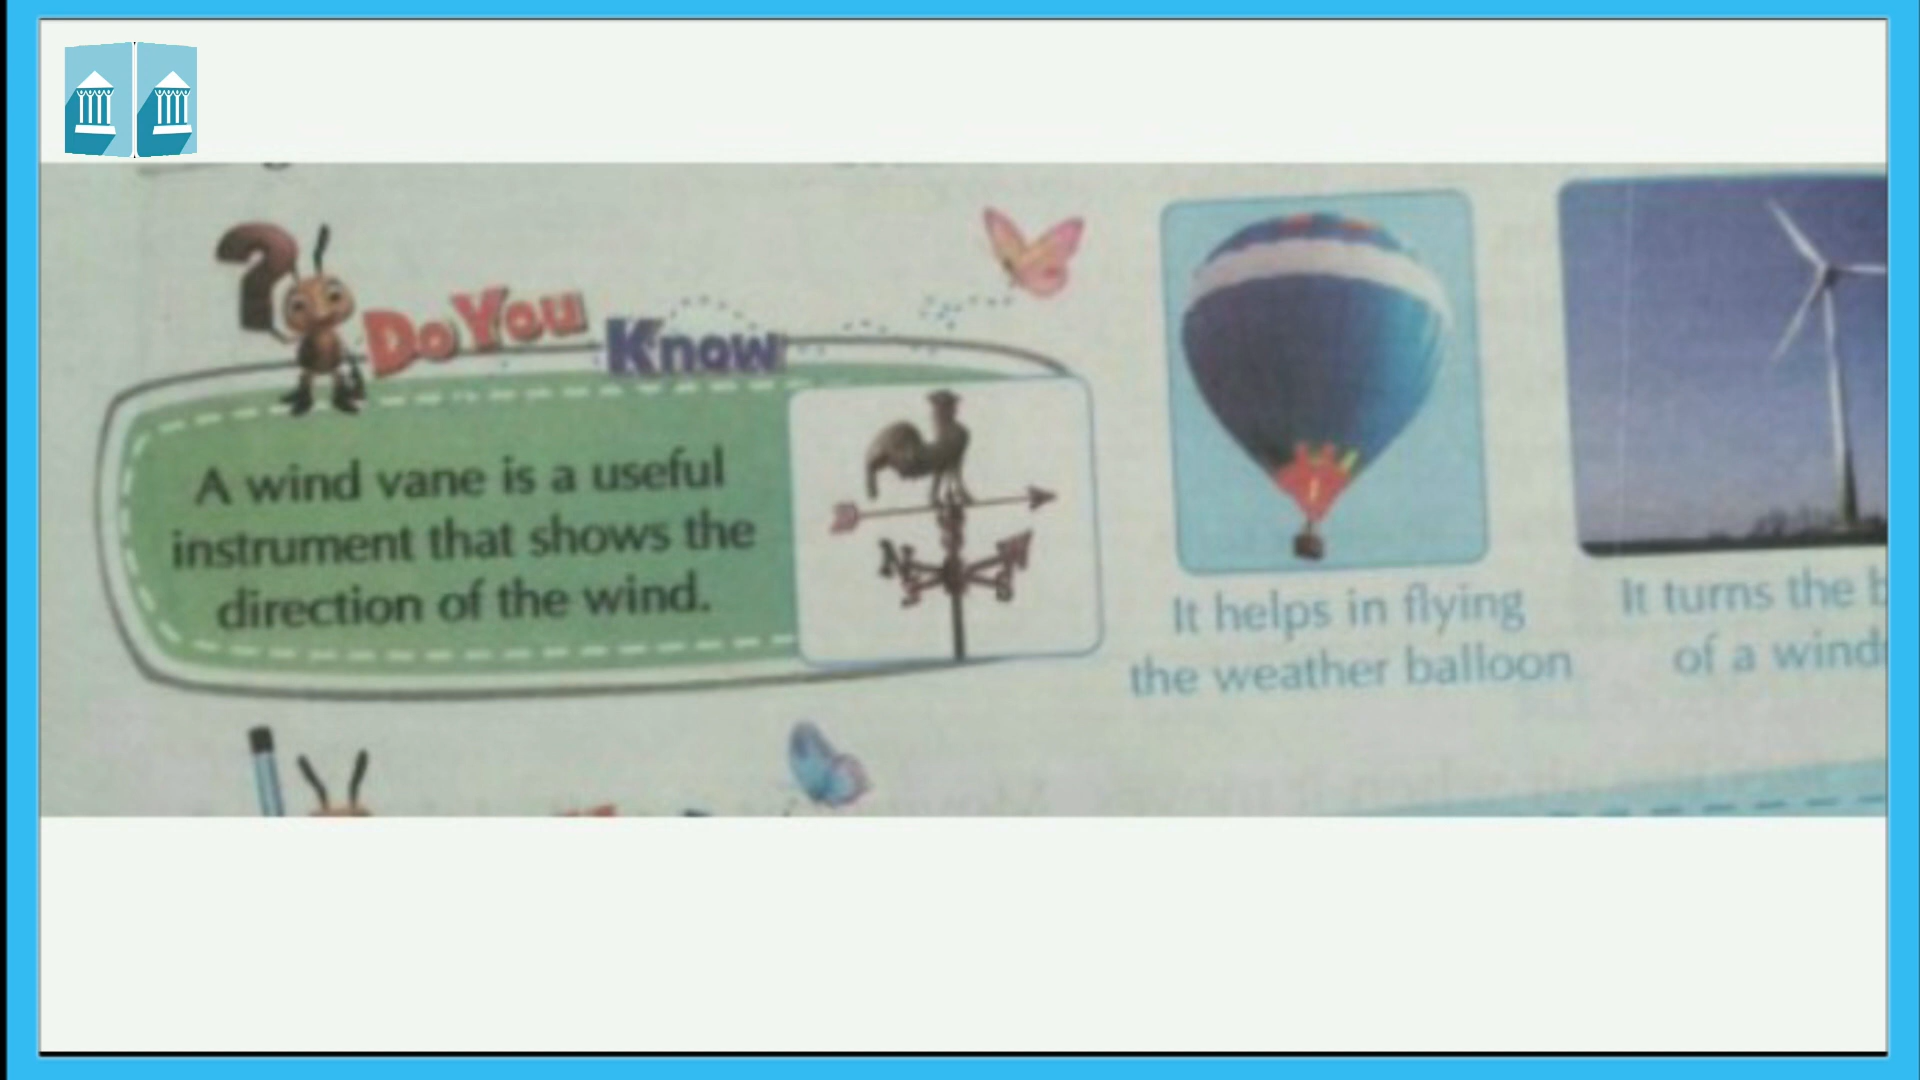 Do You Know
A wind vane is a useful
instrument that shows the
direction of the wind.
N W
It helps in flying
the weather balloon
It turns the b
of a wind